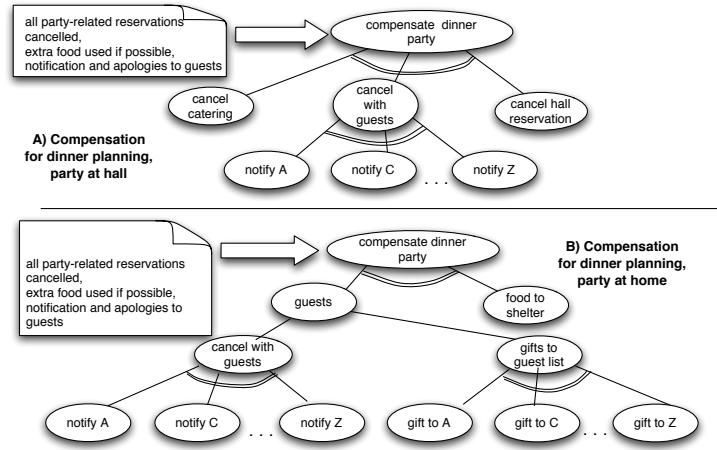 all party-related reservations
cancelled,
extra food used if possible,
notification and apologies to guests
compensate dinner
party
cancel
catering
cancel
with
guests
cancel hall
reservation
A) Compensation
for dinner planning,
party at hall
notify A
notify C
. . .
notify Z
all party-related reservations
cancelled,
extra food used if possible,
notification and apologies to
guests
compensate dinner
party
B) Compensation
for dinner planning,
party at home
guests
food to
shelter
cancel with
guests
gifts to
guest list
notify A
notify C
. . .
notify Z
gift to A
gift to C
. . .
gift to Z